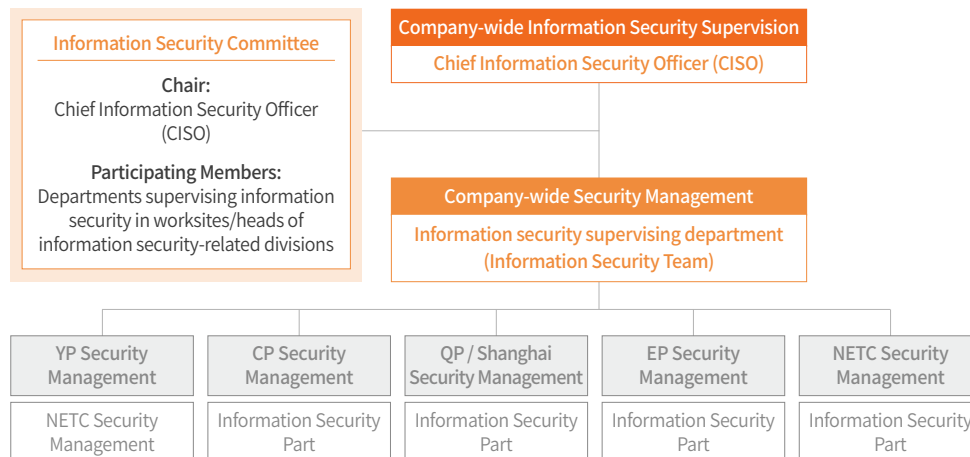 Information Security Committee
Chair:
Chief Information Security Officer
(CISO)
Participating Members:
Departments supervising information
security in worksites/heads of
information security-related divisions
Company-wide Information Security Supervision
Chief Information Security Officer (CISO)
Company-wide Security Management
Information security supervising department
(Information Security Team)
YP Security
Management
NETC Security
Management
CP Security
Management
Information Security
Part
QP / Shanghai
Security Management
Information Security
Part
EP Security
Management
Information Security
Part
NETC Security
Management
Information Security
Part